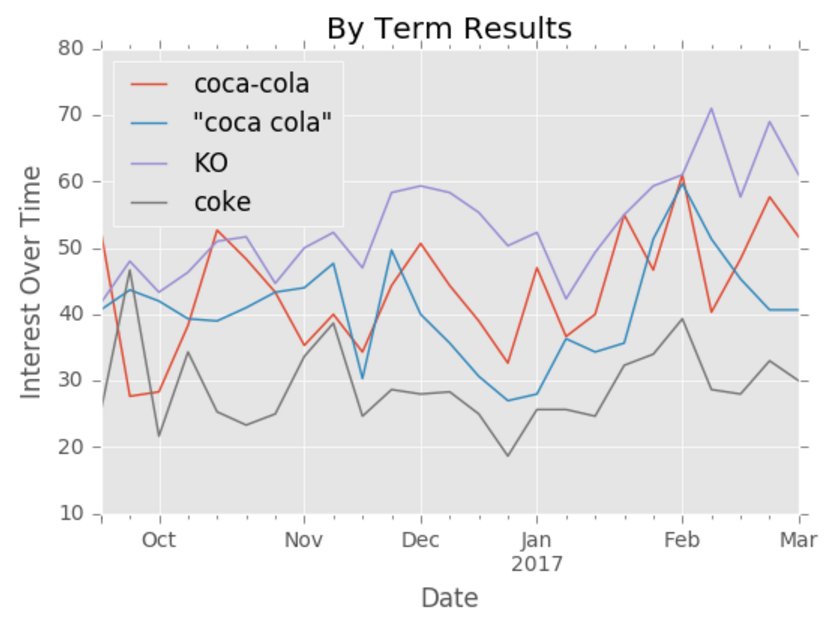 By Term Results
80
70
60
50
40
30
20
10
Interest Over Time
coca-cola
"coca cola"
KO
coke
Oct Nov Dec Jan Feb Mar
2017
Date